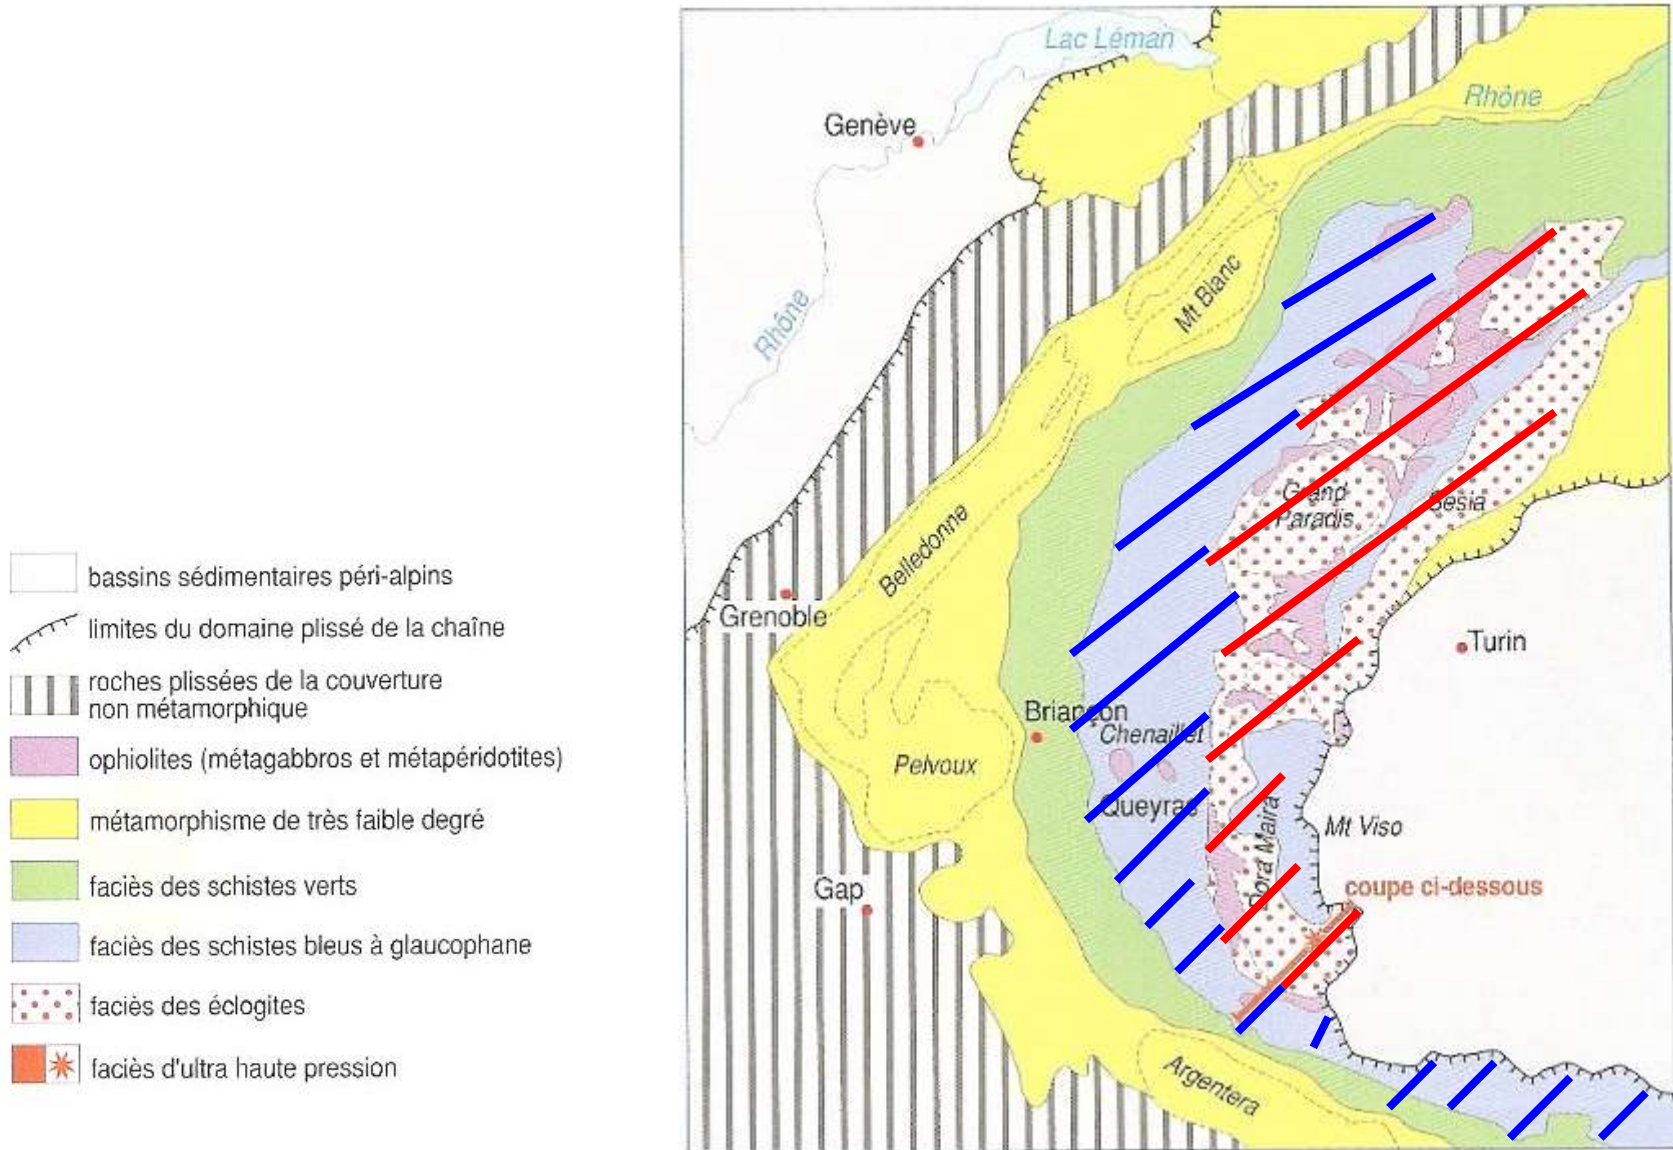 bassins sédimentaires péri-alpins
limites du domaine plissé de la chaîne
roches plissées de la couverture
non métamorphique
ophiolites (métagabbros et métapéridotites)
métamorphisme de très faible degré
faciès des schistes verts
faciès des schistes bleus à glaucophane
faciès des éclogites
faciès d'ultra haute pression
Lac Léman
Rhône
Genève
Rhône
Mt Blanc
Grand
Paradis
Sesia
Belledonne
Grenoble
Turin
Briançon
Chenaillet
Pelvoux
Queyras
Dora Maira
Mt Viso
Gap
coupe ci-dessous
Argentera